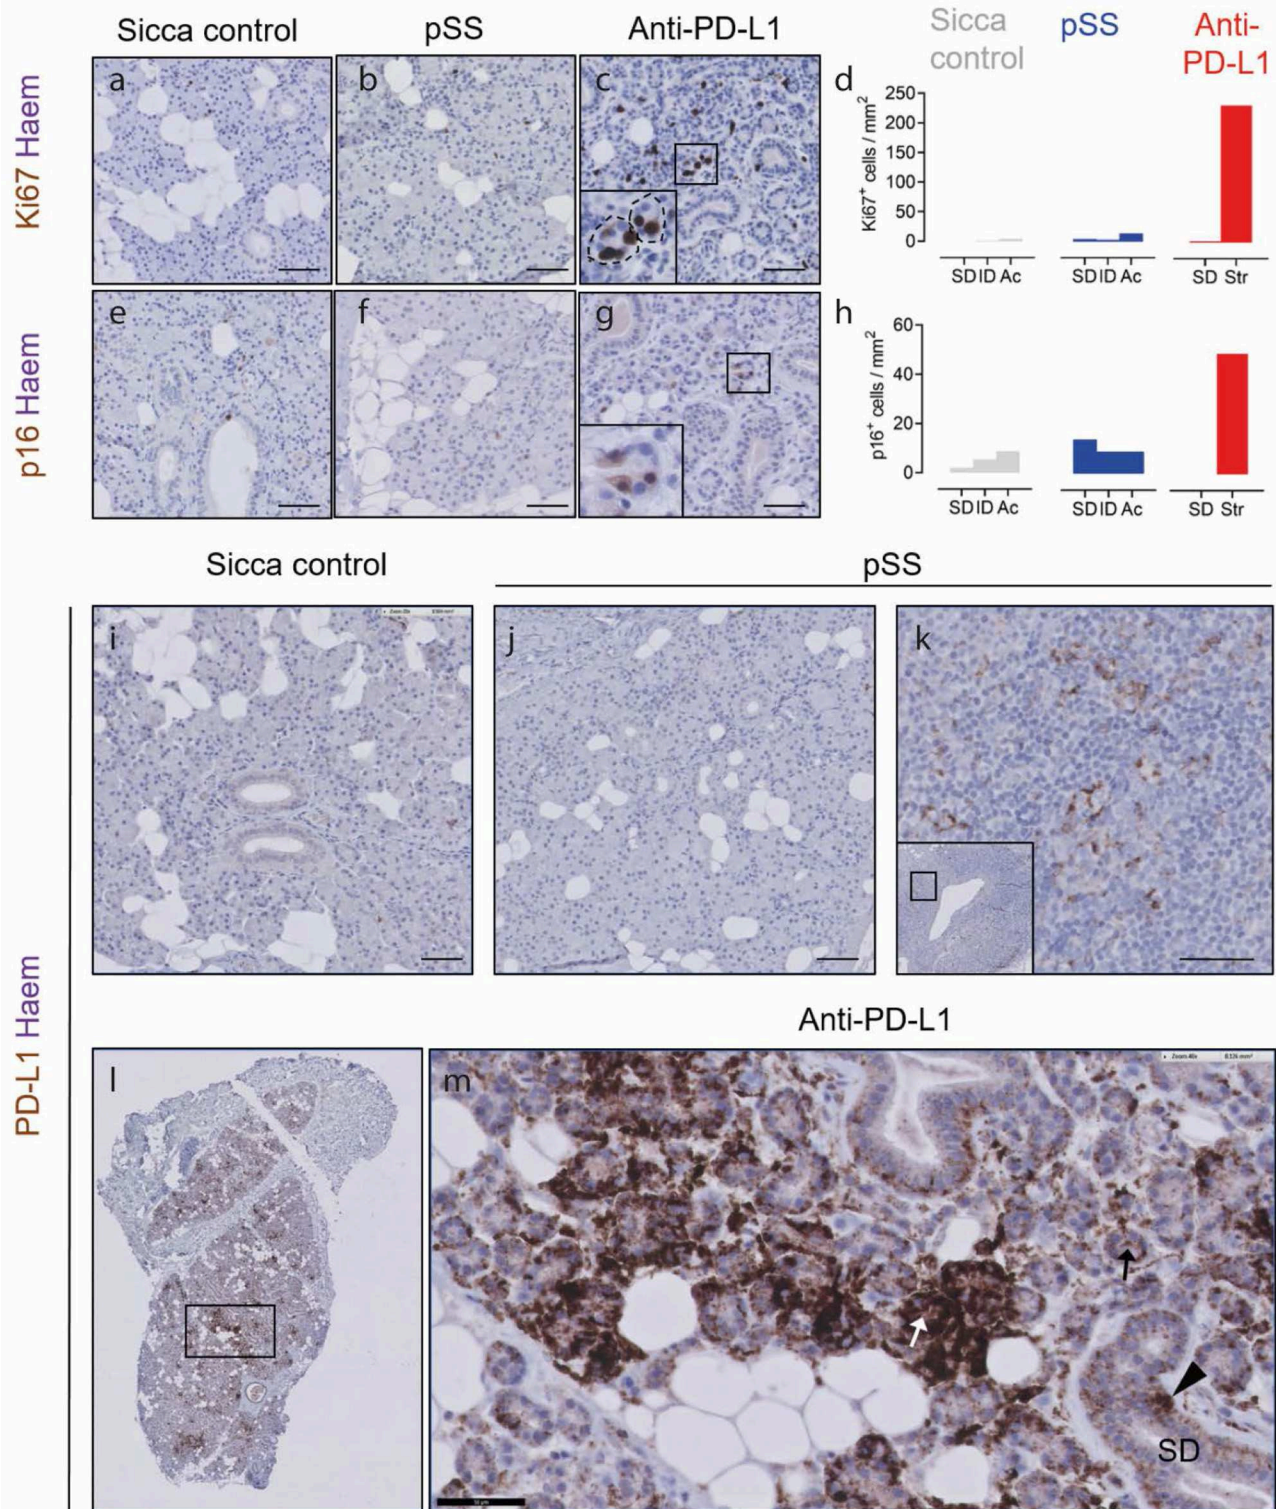 Sicca control
pSS
Anti-PD-L1
Sicca
control
pSS
Anti-
PD-L1
Ki67 Haem
a
b
c
d
Ki67+ cells / mm2
250
200
150
100
50
0
SD ID Ac
SD ID Ac
SD Str
p16 Haem
e
f
g
h
p16+ cells / mm2
60
40
20
0
SD ID Ac
SD ID Ac
SD Str
Sicca control
pSS
PD-L1 Haem
i
j
k
Anti-PD-L1
l
m
Zoom 40x
SD